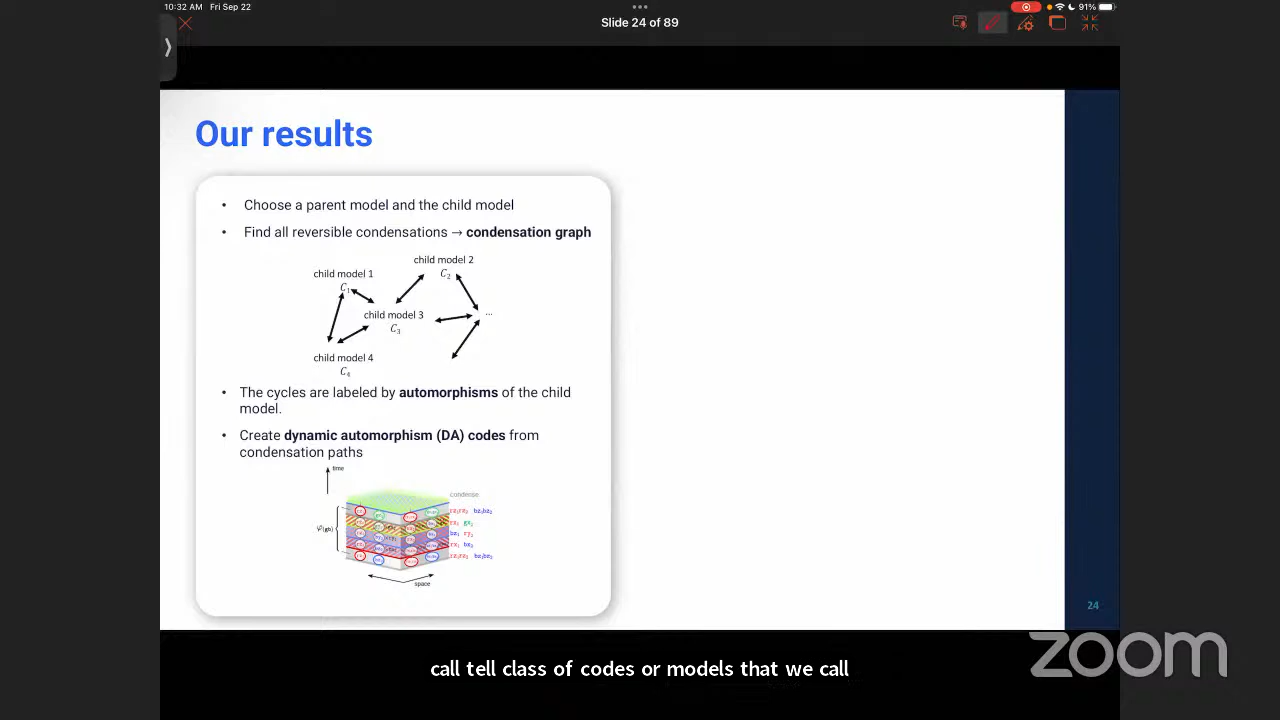 10:32 AM Fri Sep 22
91%
Slide 24 of 89
Our results
• Choose a parent model and the child model
• Find all reversible condensations → condensation graph
child model 2
C₂
child model 1
C₁
child model 3
C₃
...
child model 4
C₄
• The cycles are labeled by automorphisms of the child
model.
• Create dynamic automorphism (DA) codes from
condensation paths
time
condense:
space
24
call tell class of codes or models that we call
zoom